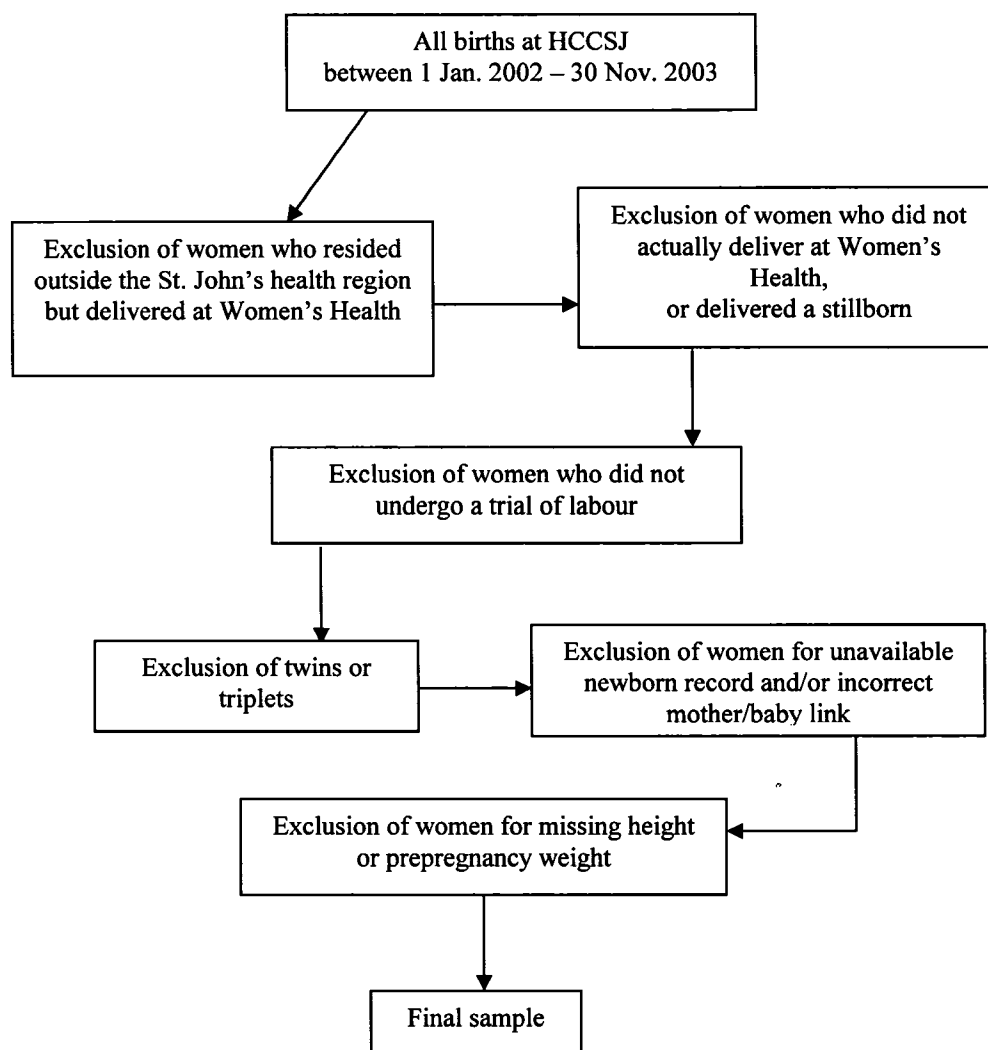 All births at HCCSJ
between 1 Jan. 2002 – 30 Nov. 2003
Exclusion of women who resided
outside the St. John's health region
but delivered at Women's Health
Exclusion of women who did not
actually deliver at Women's
Health,
or delivered a stillborn
Exclusion of women who did not
undergo a trial of labour
Exclusion of twins or
triplets
Exclusion of women for unavailable
newborn record and/or incorrect
mother/baby link
Exclusion of women for missing height
or prepregnancy weight
Final sample